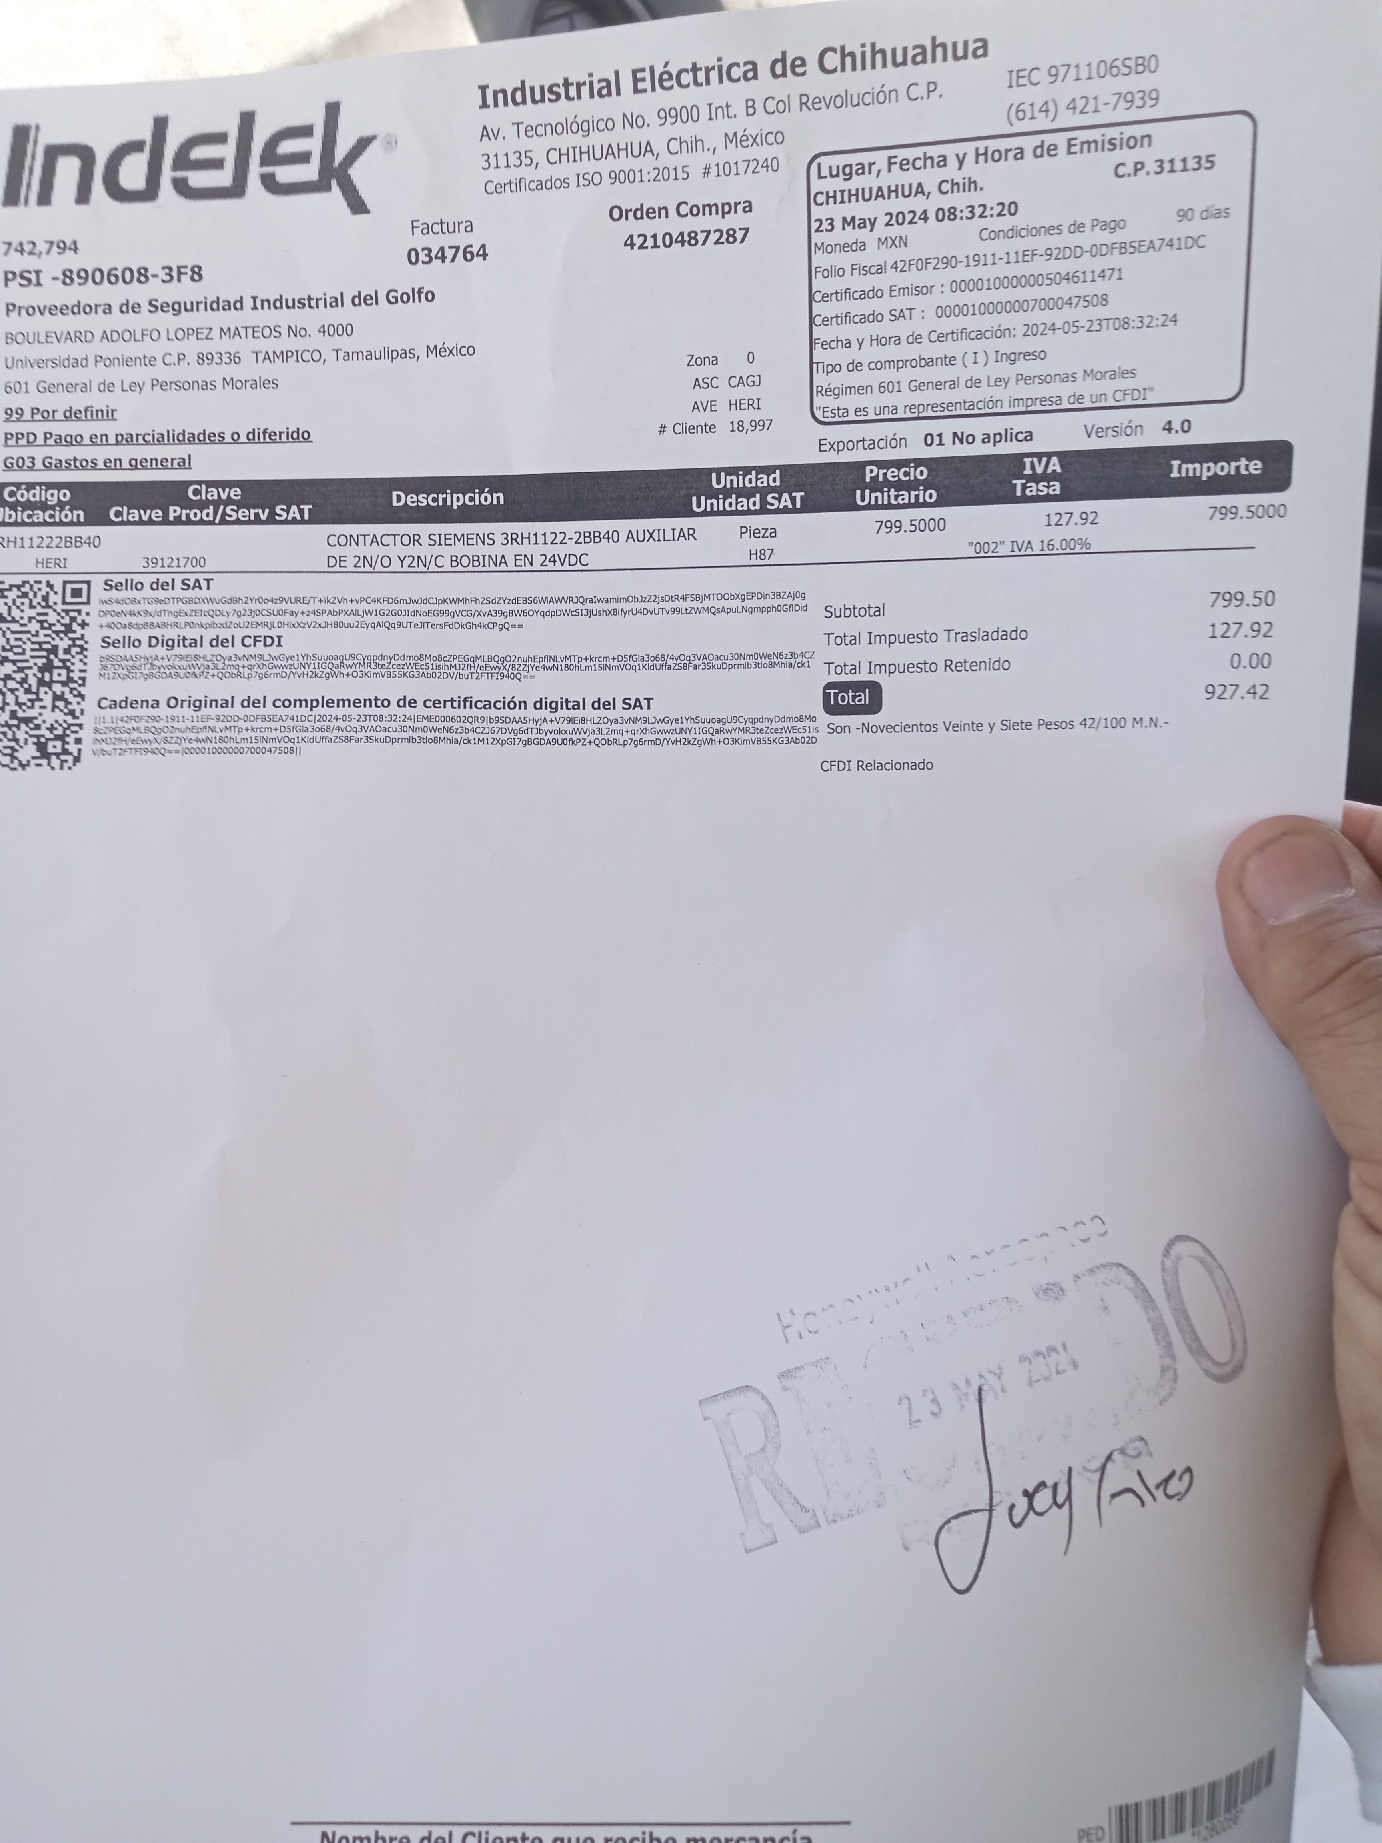 Indelek®
Industrial Eléctrica de Chihuahua
Av. Tecnológico No. 9900 Int. B Col Revolución C.P.
31135, CHIHUAHUA, Chih., México
Certificados ISO 9001:2015 #1017240
IEC 971106SB0
(614) 421-7939
Lugar, Fecha y Hora de Emision
CHIHUAHUA, Chih. C.P.31135
23 May 2024 08:32:20
Moneda MXN Condiciones de Pago 90 días
Folio Fiscal 42F0F290-1911-11EF-92DD-0DFB5EA741DC
Certificado Emisor : 00001000000504611471
Certificado SAT : 00001000000700047508
Fecha y Hora de Certificación: 2024-05-23T08:32:24
Tipo de comprobante ( I ) Ingreso
Régimen 601 General de Ley Personas Morales
"Esta es una representación impresa de un CFDI"
Factura
034764
Orden Compra
4210487287
742,794
PSI -890608-3F8
Proveedora de Seguridad Industrial del Golfo
BOULEVARD ADOLFO LOPEZ MATEOS No. 4000
Universidad Poniente C.P. 89336 TAMPICO, Tamaulipas, México
601 General de Ley Personas Morales
99 Por definir
PPD Pago en parcialidades o diferido
G03 Gastos en general
Zona 0
ASC CAGJ
AVE HERI
# Cliente 18,997
Exportación 01 No aplica Versión 4.0
Código Clave Descripción Unidad Precio IVA Importe
Ubicación Clave Prod/Serv SAT Unidad SAT Unitario Tasa
RH11222BB40 CONTACTOR SIEMENS 3RH1122-2BB40 AUXILIAR Pieza 799.5000 127.92 799.5000
HERI 39121700 DE 2N/O Y2N/C BOBINA EN 24VDC H87 "002" IVA 16.00%
Sello del SAT
Sello Digital del CFDI
Cadena Original del complemento de certificación digital del SAT
Subtotal 799.50
Total Impuesto Trasladado 127.92
Total Impuesto Retenido 0.00
Total 927.42
Son -Novecientos Veinte y Siete Pesos 42/100 M.N.-
CFDI Relacionado
Honeywell Aerospace
RECIBIDO
23 MAY 2024
Nombre del Cliente que recibe mercancía
PED